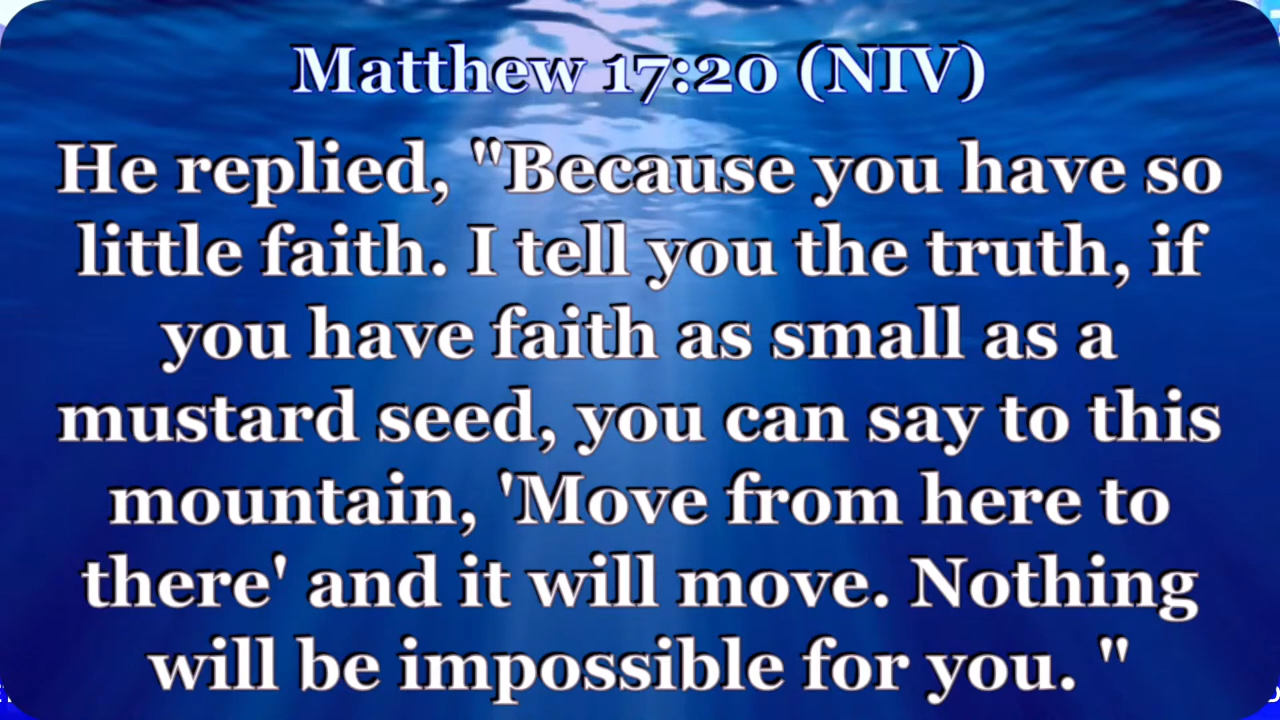 Matthew 17:20 (NIV)
He replied, "Because you have so
little faith. I tell you the truth, if
you have faith as small as a
mustard seed, you can say to this
mountain, 'Move from here to
there' and it will move. Nothing
will be impossible for you. "